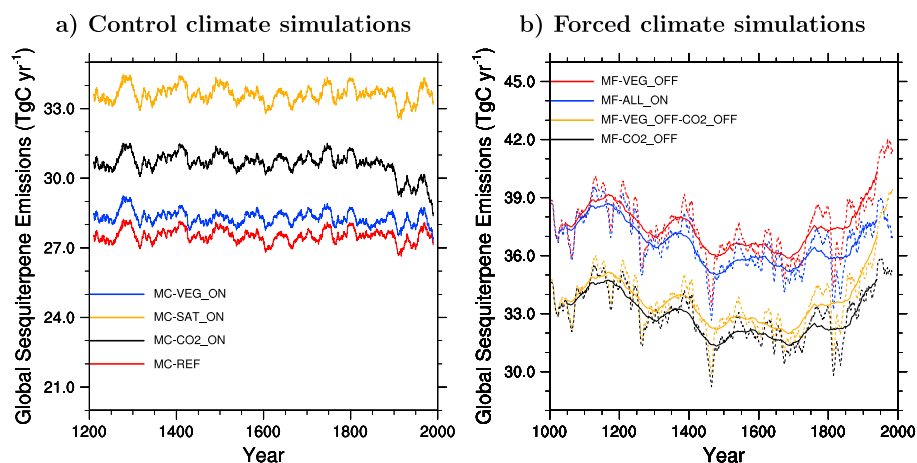 a) Control climate simulations
Global Sesquiterpene Emissions (TgC yr⁻¹)
33.0
30.0
27.0
24.0
21.0
MC-VEG_ON
MC-SAT_ON
MC-CO2_ON
MC-REF
1200
1400
1600
1800
2000
Year
b) Forced climate simulations
Global Sesquiterpene Emissions (TgC yr⁻¹)
45.0
42.0
39.0
36.0
33.0
30.0
MF-VEG_OFF
MF-ALL_ON
MF-VEG_OFF-CO2_OFF
MF-CO2_OFF
1000
1200
1400
1600
1800
2000
Year